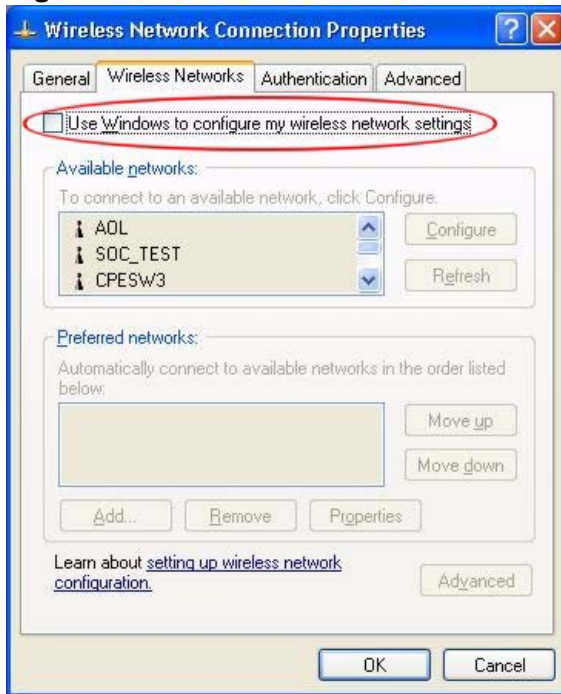 Wireless Network Connection Properties
General Wireless Networks Authentication Advanced
Use Windows to configure my wireless network settings
Available networks:
To connect to an available network, click Configure.
AOL
SOC_TEST
CPESW3
Configure
Refresh
Preferred networks:
Automatically connect to available networks in the order listed
below:
Move up
Move down
Add... Remove Properties
Learn about setting up wireless network
configuration.
Advanced
OK Cancel